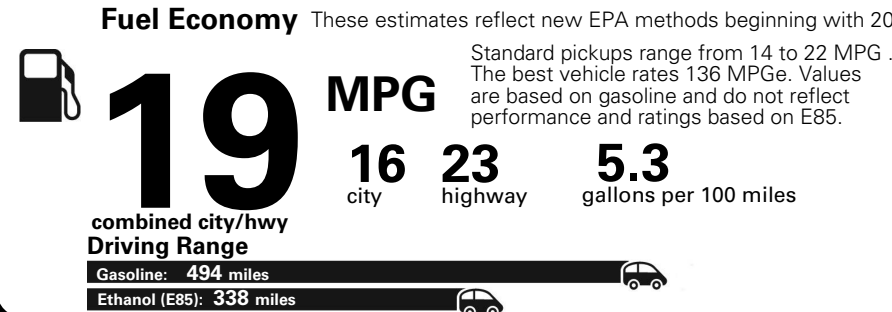 Fuel Economy These estimates reflect new EPA methods beginning with 20
Standard pickups range from 14 to 22 MPG .
The best vehicle rates 136 MPGe. Values
are based on gasoline and do not reflect
performance and ratings based on E85.
19 MPG
16 23 5.3
city highway gallons per 100 miles
combined city/hwy
Driving Range
Gasoline: 494 miles
Ethanol (E85): 338 miles